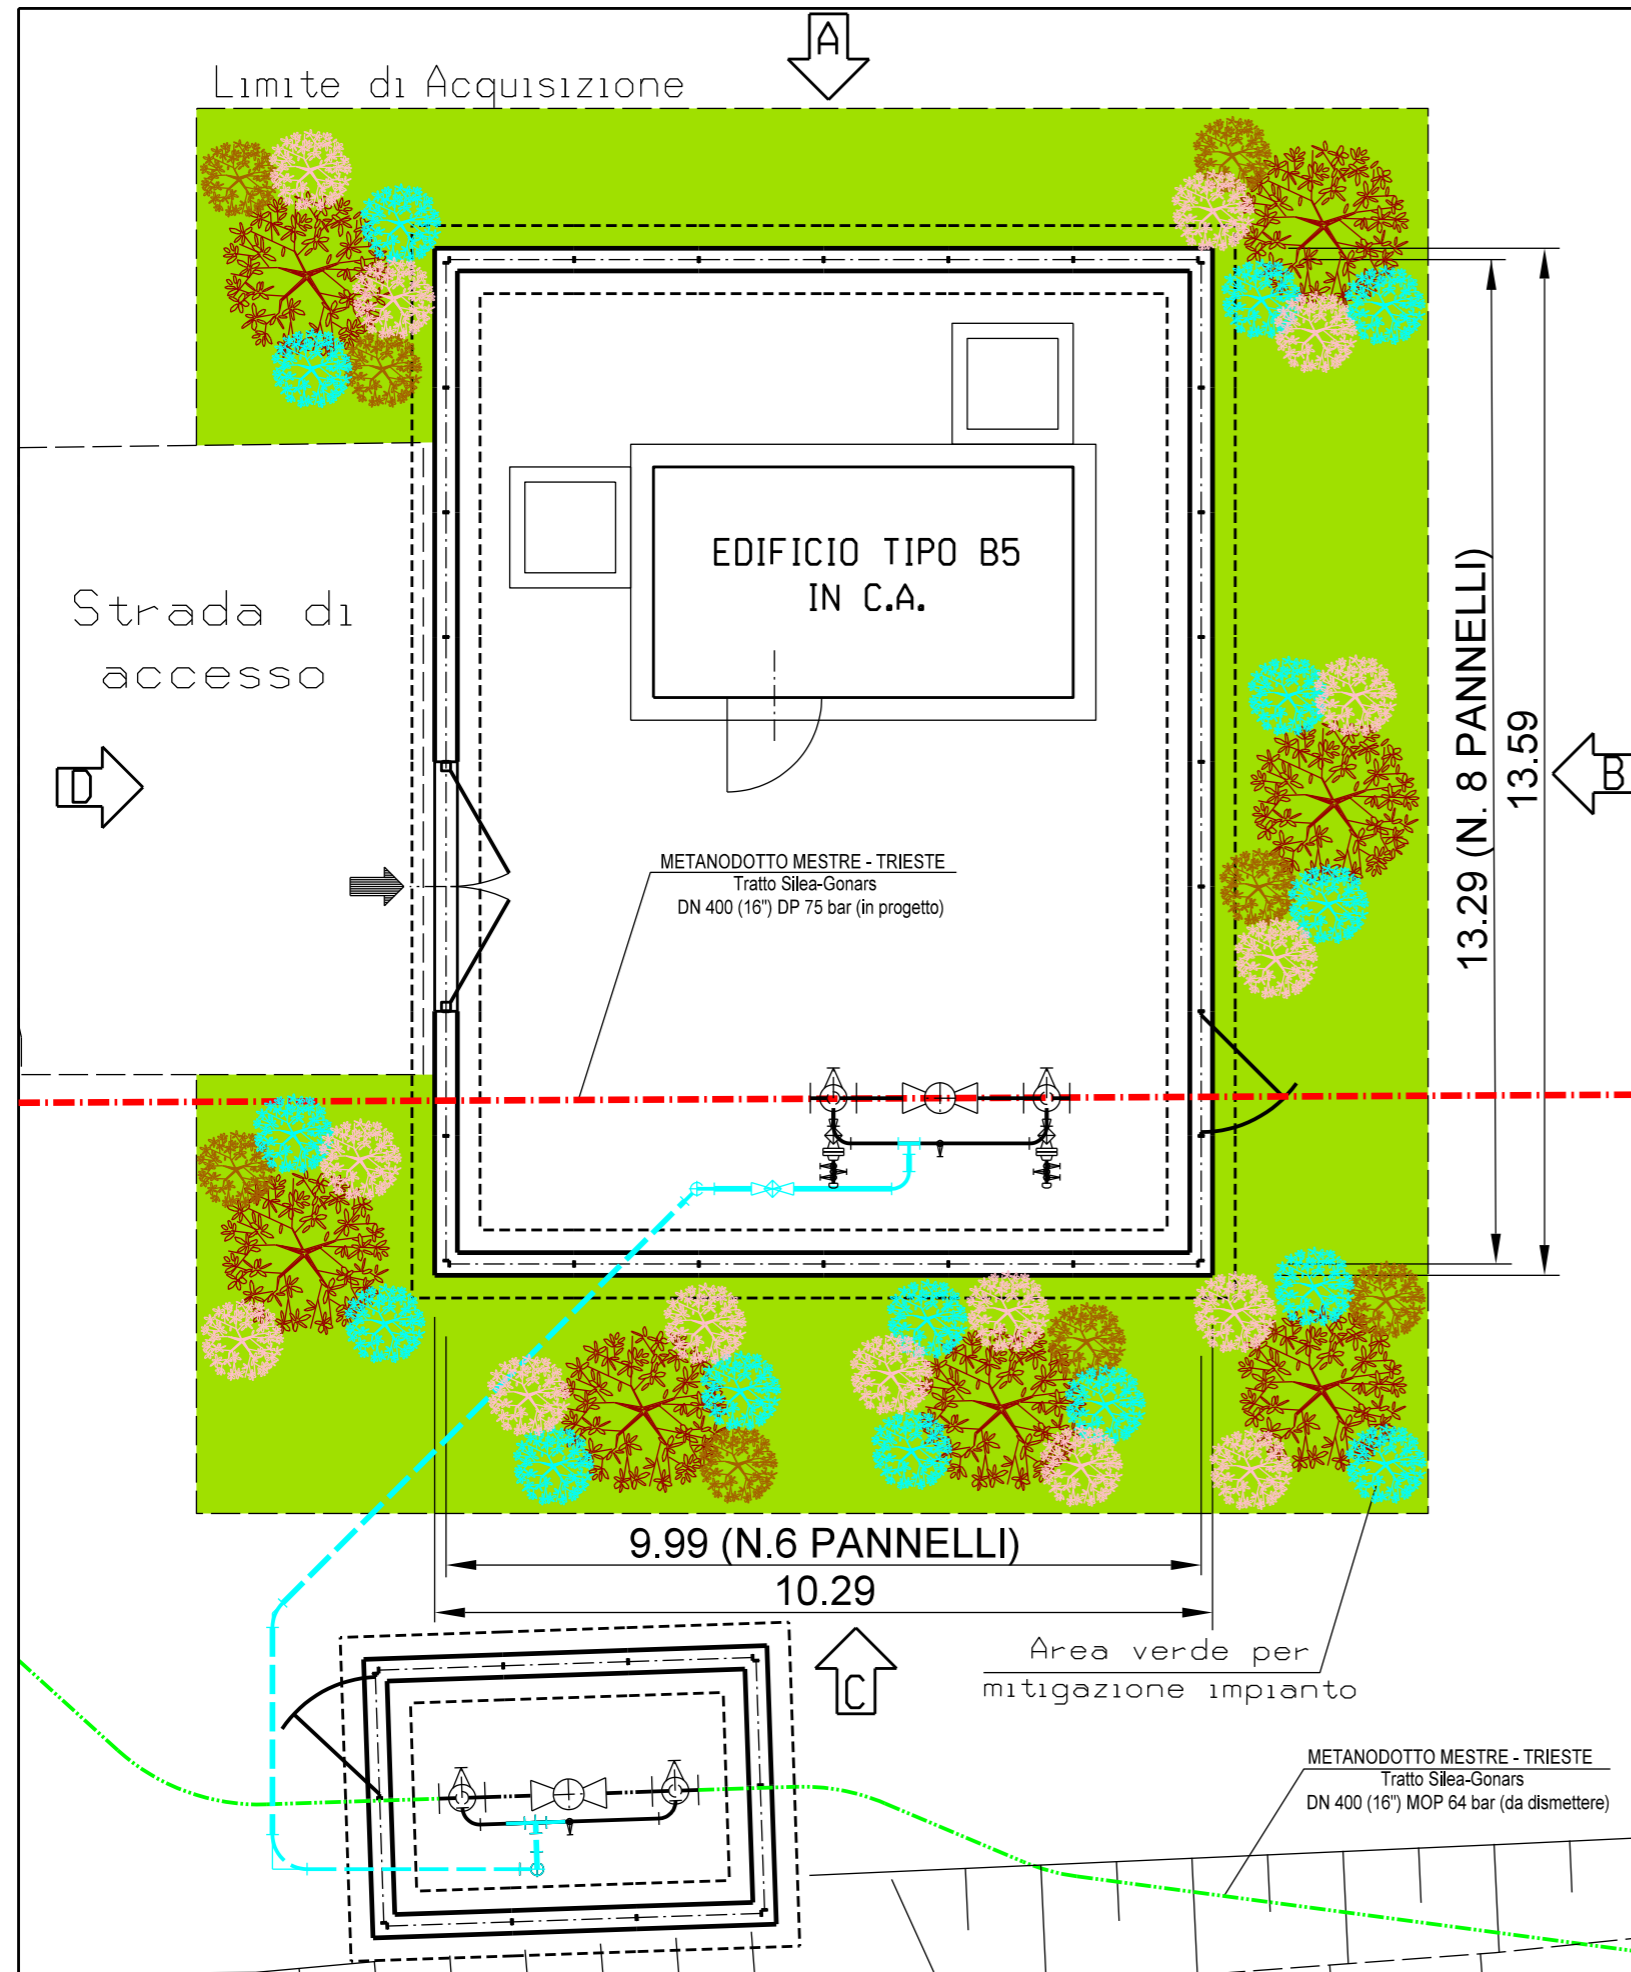 A
Limite di Acquisizione
EDIFICIO TIPO B5
IN C.A.
Strada di
accesso
D
B
13.29 (N. 8 PANNELLI)
13.59
METANODOTTO MESTRE - TRIESTE
Tratto Silea-Gonars
DN 400 (16") DP 75 bar (in progetto)
9.99 (N.6 PANNELLI)
10.29
C
Area verde per
mitigazione impianto
METANODOTTO MESTRE - TRIESTE
Tratto Silea-Gonars
DN 400 (16") MOP 64 bar (da dismettere)